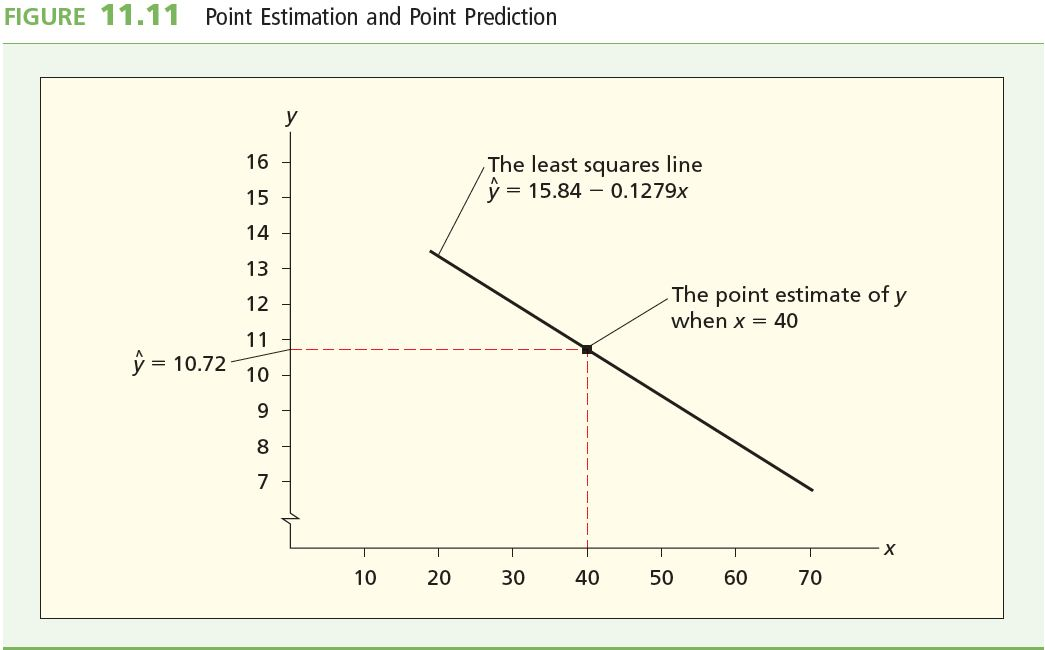 FIGURE 11.11 Point Estimation and Point Prediction
y
16
15
14
13
12
11
10
9
8
7
The least squares line
ŷ = 15.84 − 0.1279x
The point estimate of y
when x = 40
ŷ = 10.72
x
10 20 30 40 50 60 70